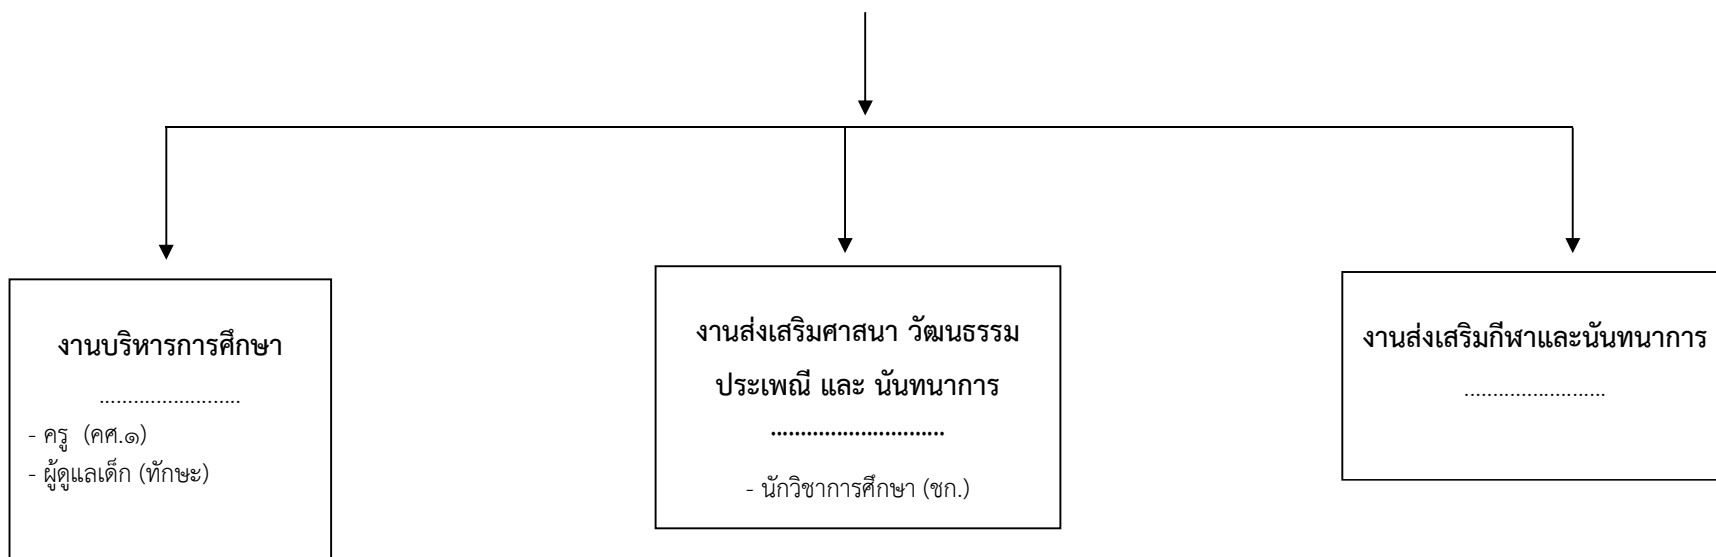 งานบริหารการศึกษา
.........................
- ครู  (คศ.๑)
- ผู้ดูแลเด็ก (ทักษะ)
งานส่งเสริมศาสนา วัฒนธรรม
ประเพณี และ นันทนาการ
..............................
- นักวิชาการศึกษา (ชก.)
งานส่งเสริมกีฬาและนันทนาการ
.........................